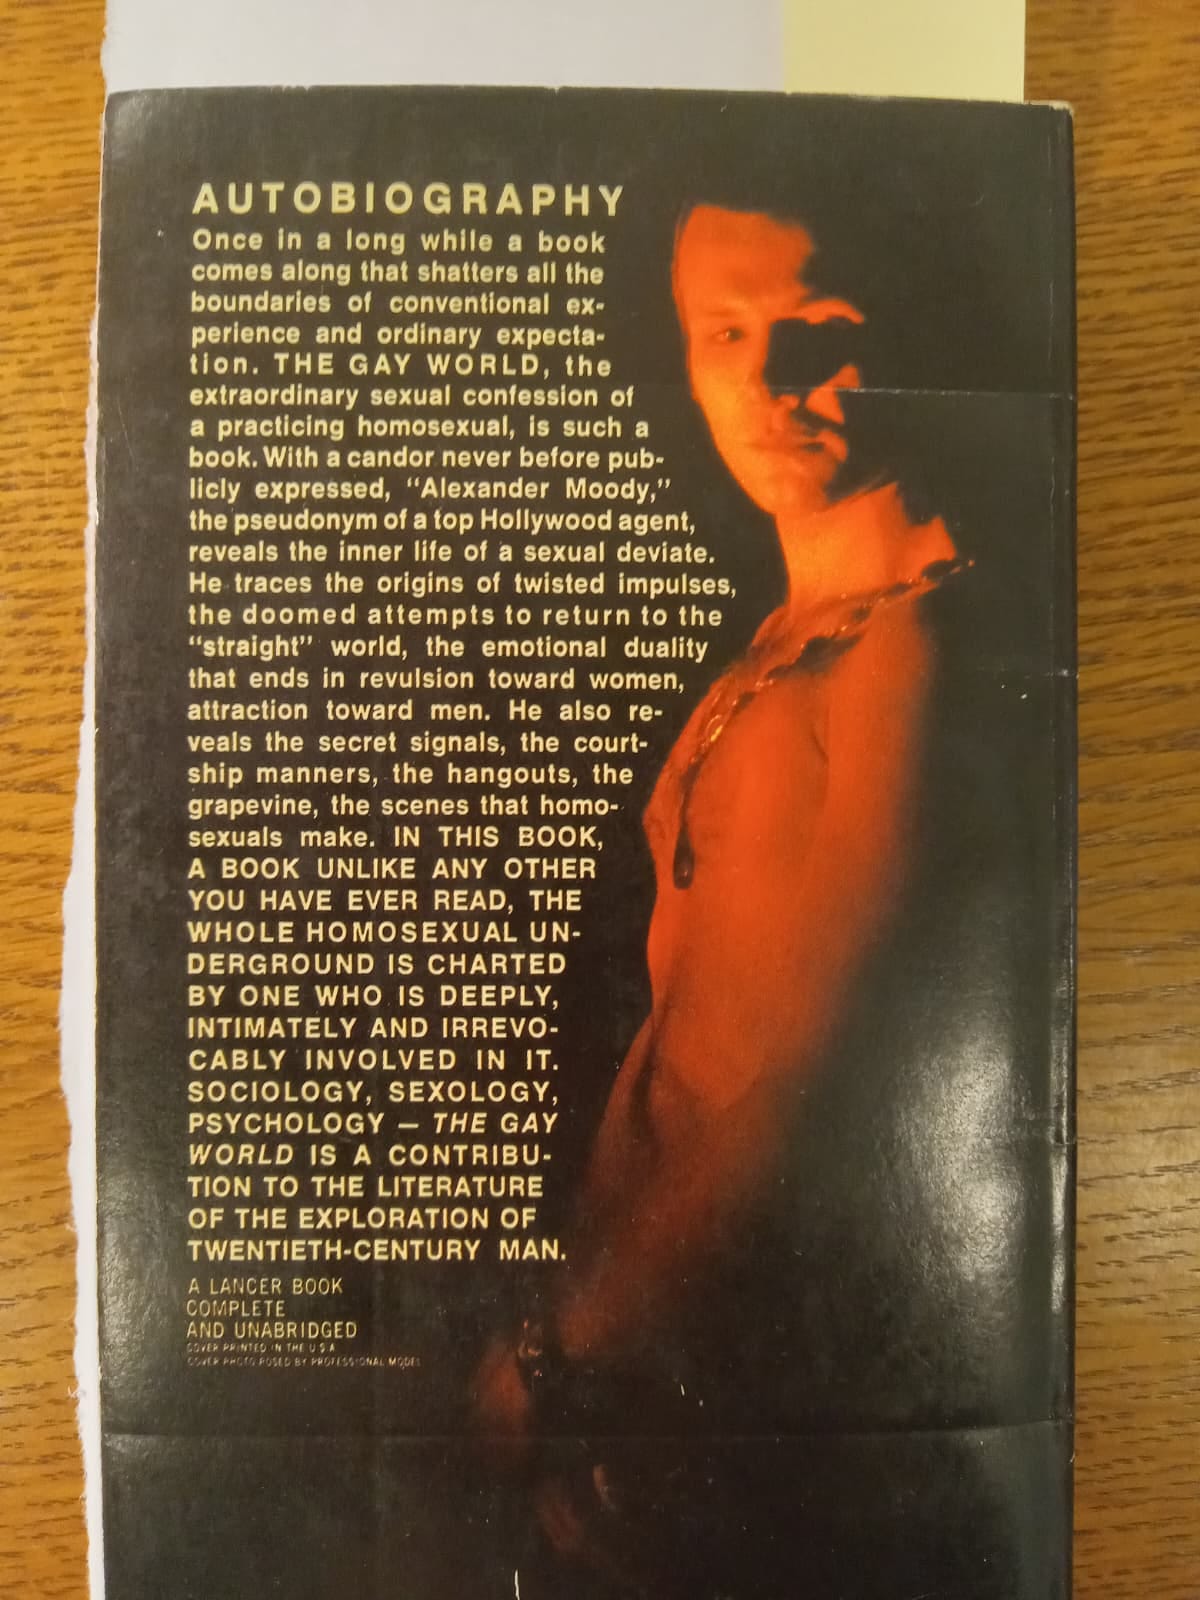 AUTOBIOGRAPHY
Once in a long while a book
comes along that shatters all the
boundaries of conventional ex-
perience and ordinary expecta-
tion. THE GAY WORLD, the
extraordinary sexual confession of
a practicing homosexual, is such a
book. With a candor never before pub-
licly expressed, “Alexander Moody,”
the pseudonym of a top Hollywood agent,
reveals the inner life of a sexual deviate.
He traces the origins of twisted impulses,
the doomed attempts to return to the
“straight” world, the emotional duality
that ends in revulsion toward women,
attraction toward men. He also re-
veals the secret signals, the court-
ship manners, the hangouts, the
grapevine, the scenes that homo-
sexuals make. IN THIS BOOK,
A BOOK UNLIKE ANY OTHER
YOU HAVE EVER READ, THE
WHOLE HOMOSEXUAL UN-
DERGROUND IS CHARTED
BY ONE WHO IS DEEPLY,
INTIMATELY AND IRREVO-
CABLY INVOLVED IN IT.
SOCIOLOGY, SEXOLOGY,
PSYCHOLOGY — THE GAY
WORLD IS A CONTRIBU-
TION TO THE LITERATURE
OF THE EXPLORATION OF
TWENTIETH-CENTURY MAN.
A LANCER BOOK
COMPLETE
AND UNABRIDGED
COVER PRINTED IN THE U S A
COVER PHOTO POSED BY PROFESSIONAL MODEL